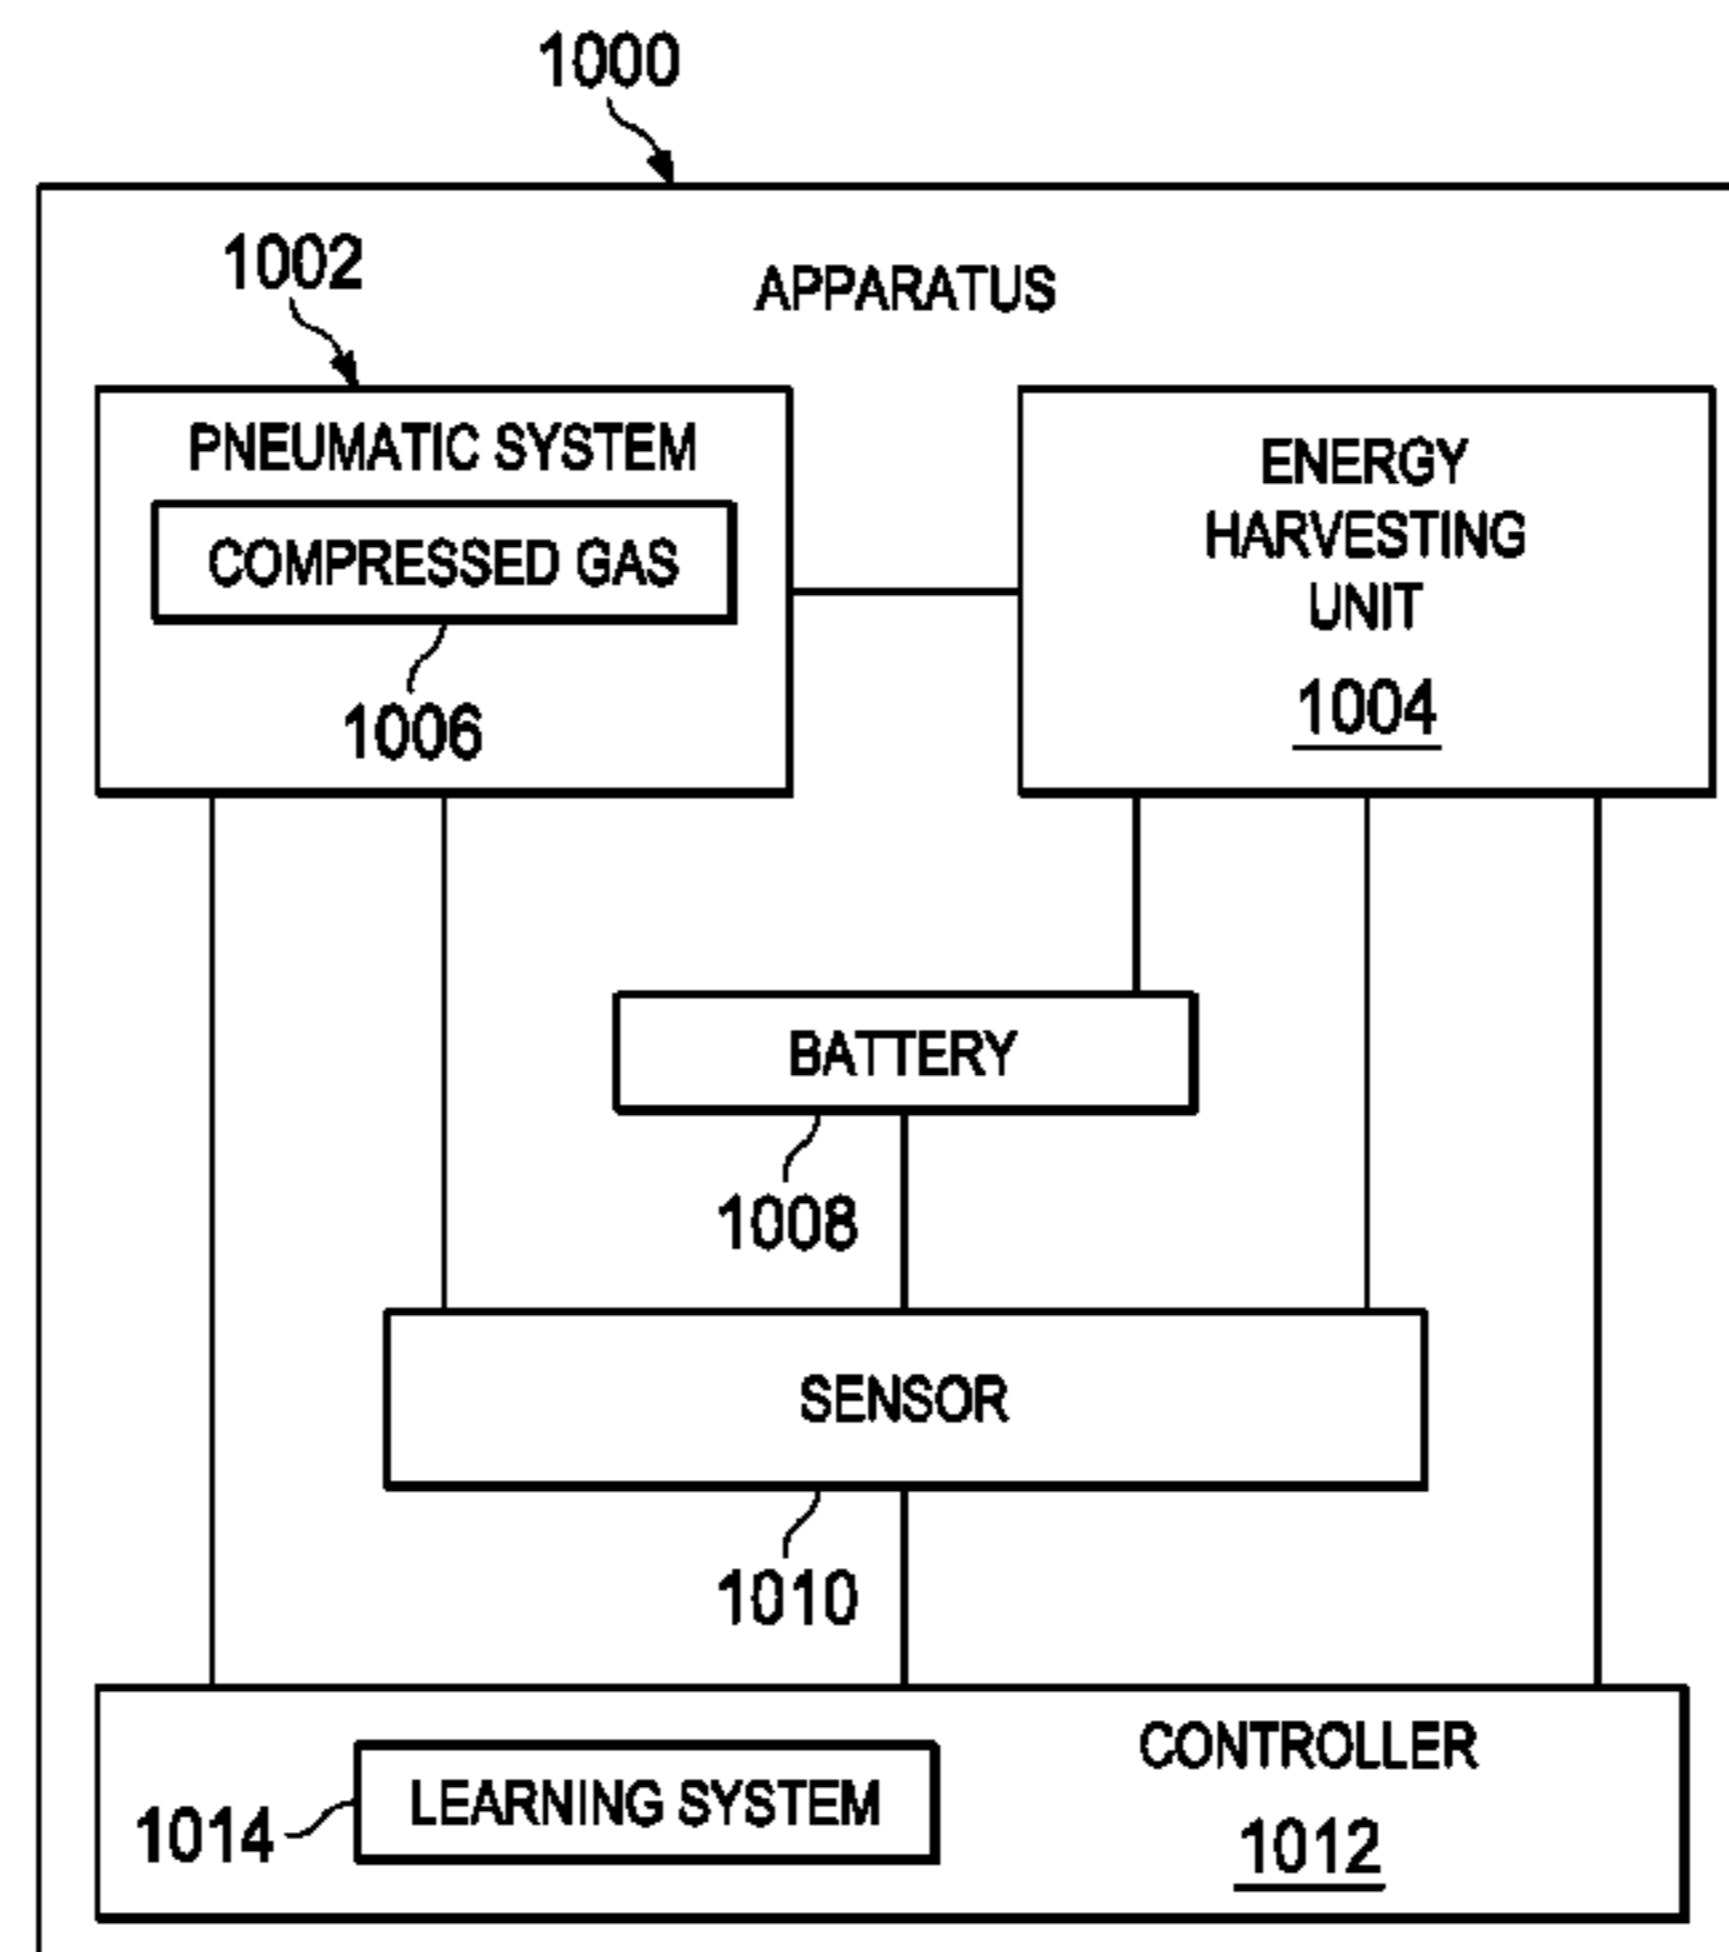 1000
1002
APPARATUS
PNEUMATIC SYSTEM
COMPRESSED GAS
1006
ENERGY
HARVESTING
UNIT
1004
BATTERY
1008
SENSOR
1010
CONTROLLER
LEARNING SYSTEM
1014
1012